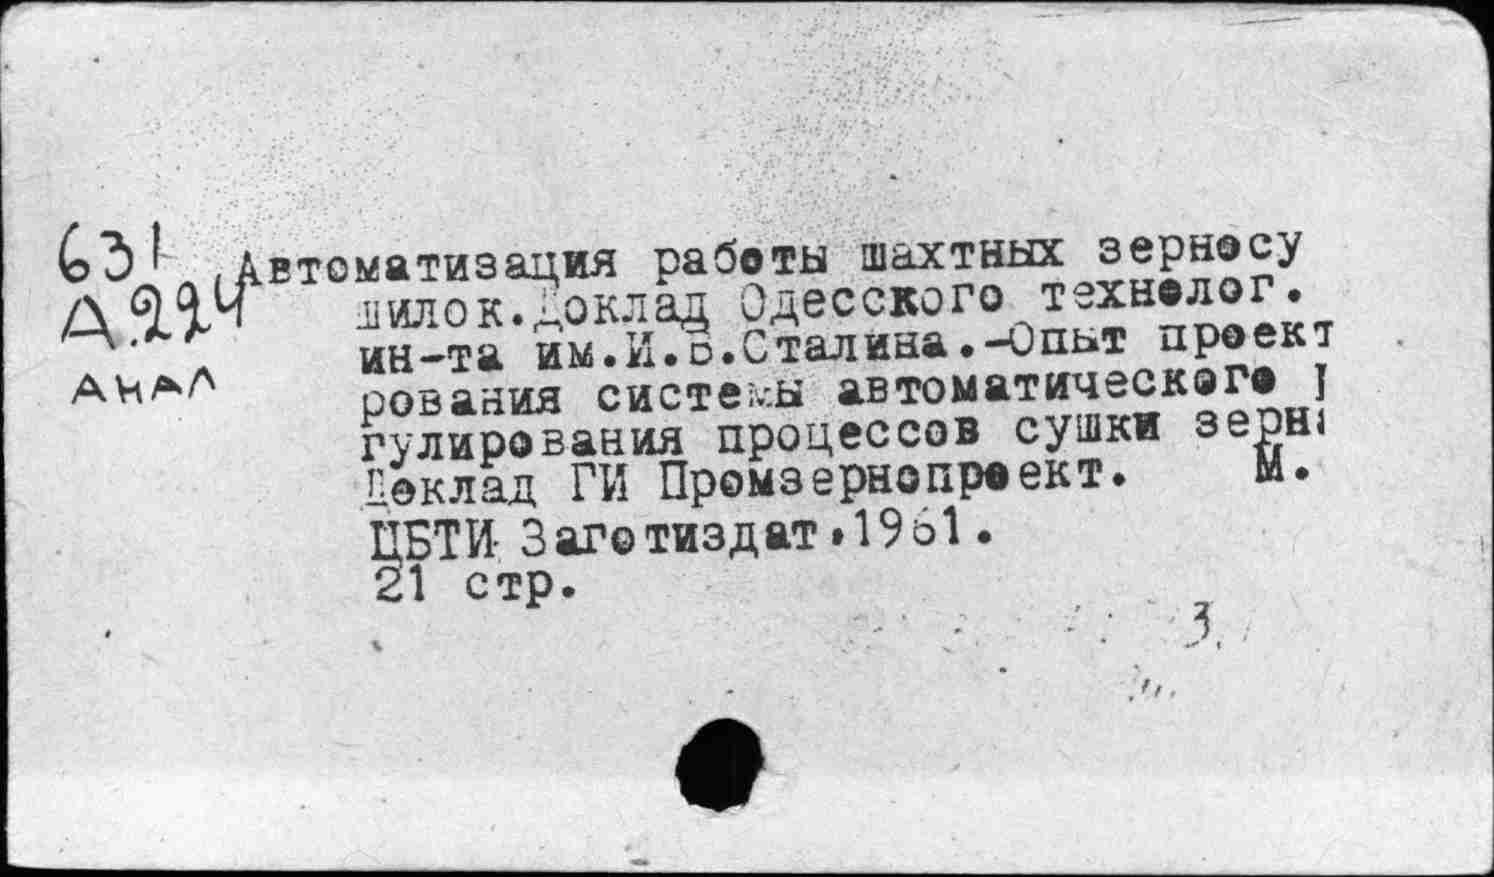 631
Автоматизация работы шахтных зерносу
Д.224
шилок.Доклад Одесского технолог.
ин-та им.И.В.Сталина.-Опыт проект
АНАЛ
рования системы автоматического
гулирования процессов сушки зерн
Доклад ГИ Промзернопроект. М.
ЦБТИ Заготиздат.1961.
21 стр.
3.